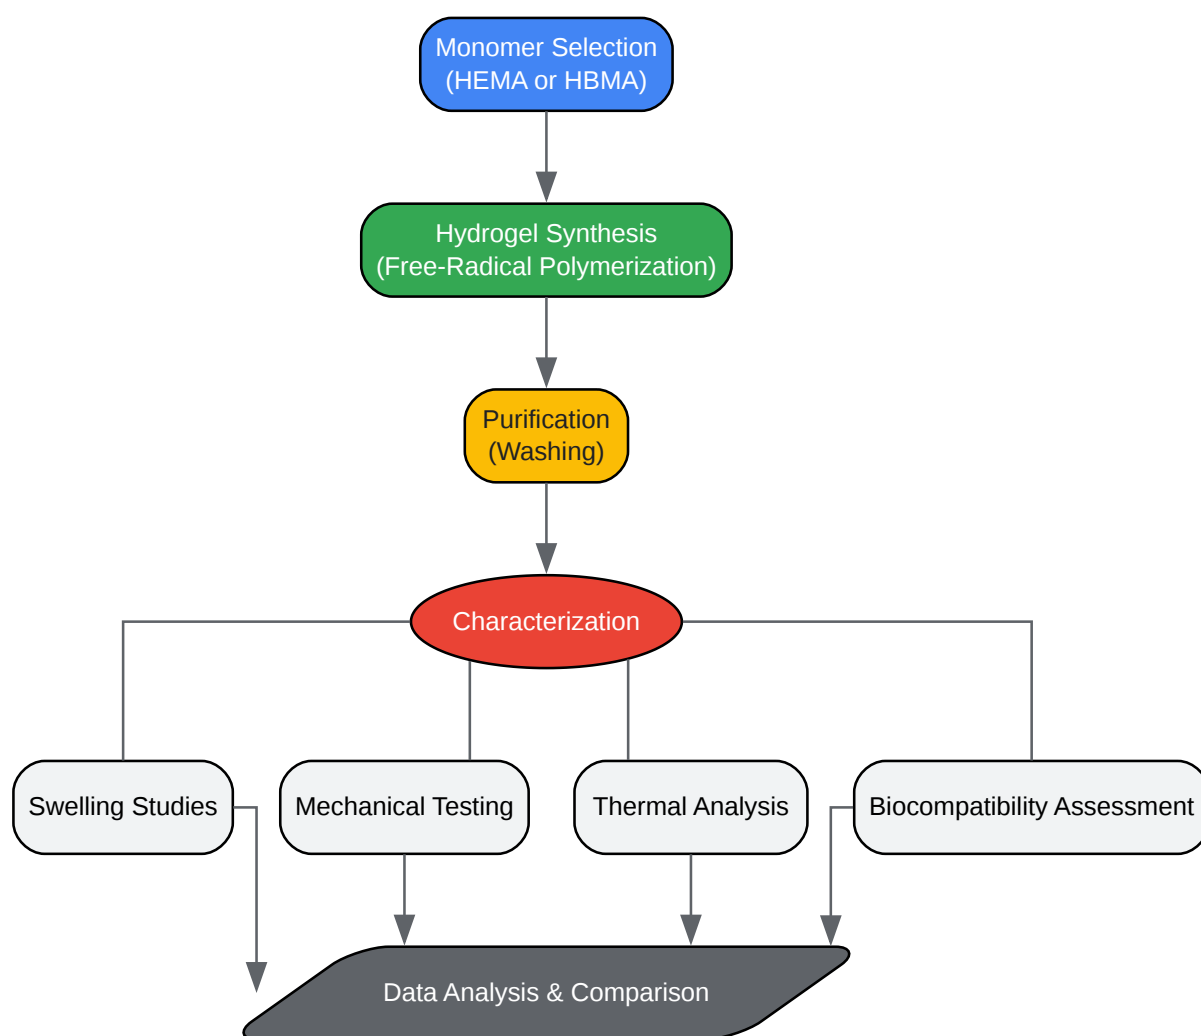 Monomer Selection
(HEMA or HBMA)
Hydrogel Synthesis
(Free-Radical Polymerization)
Purification
(Washing)
Characterization
Swelling Studies
Mechanical Testing
Thermal Analysis
Biocompatibility Assessment
Data Analysis & Comparison